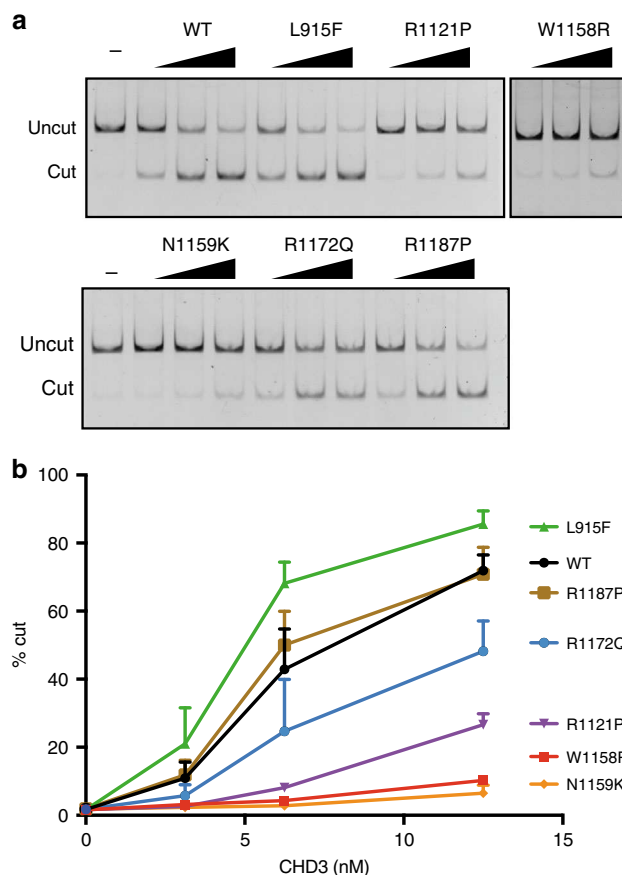 a
WT L915F R1121P W1158R
–
Uncut
Cut
N1159K R1172Q R1187P
–
Uncut
Cut
b
100
80
60
40
20
0
% cut
0 5 10 15
CHD3 (nM)
L915F
WT
R1187P
R1172Q
R1121P
W1158R
N1159K